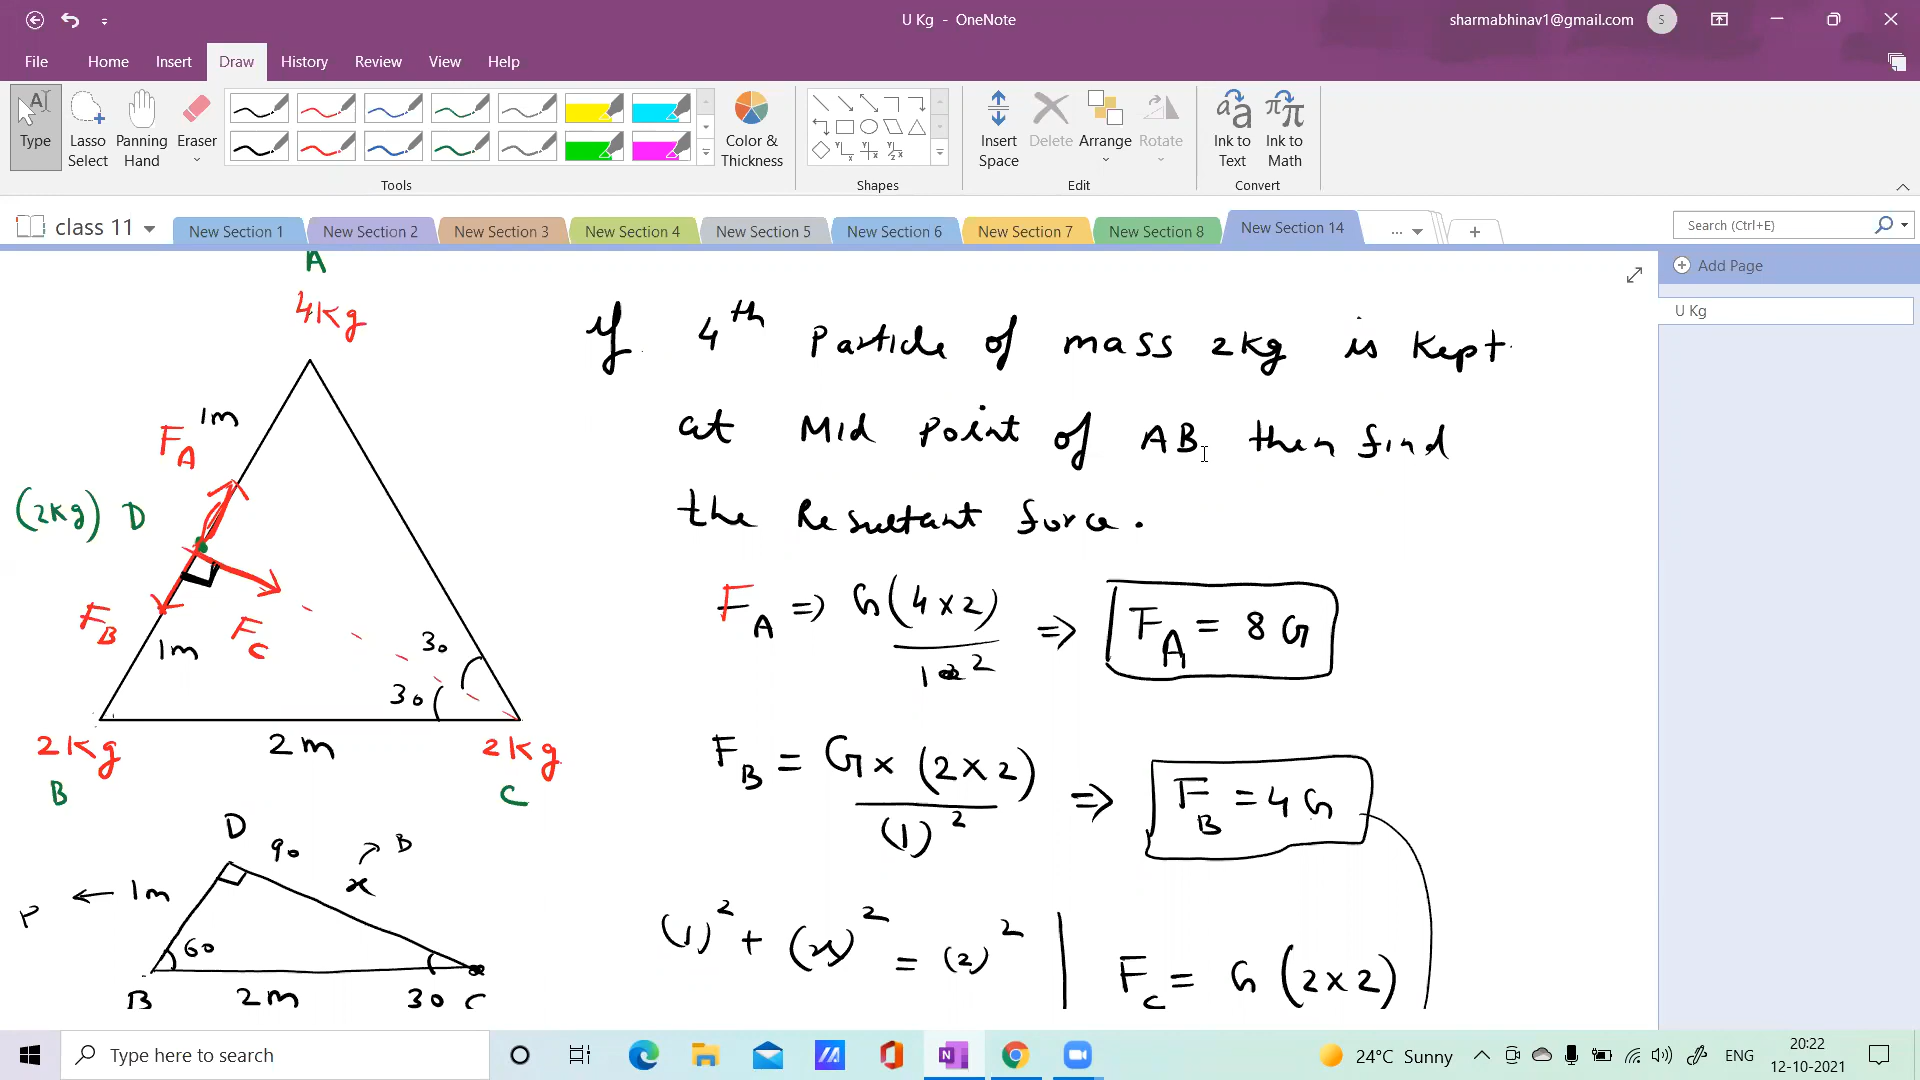 U Kg - OneNote
sharmabhinav1@gmail.com
S
File Home Insert Draw History Review View Help
Type
Lasso Select
Panning Hand
Eraser
Color & Thickness
Insert Space
Delete
Arrange
Rotate
Ink to Text
Ink to Math
Tools
Shapes
Edit
Convert
class 11
New Section 1
New Section 2
New Section 3
New Section 4
New Section 5
New Section 6
New Section 7
New Section 8
New Section 14
...
Search (Ctrl+E)
Add Page
U Kg
A
4Kg
1m
FA
(2Kg) D
FB
FC
1m
30
30
2Kg
2m
2Kg
B
C
if 4th Particle of mass 2kg is kept
at Mid Point of AB, then find
the Resultant force.
FA => G(4×2)
1²
=> FA = 8G
FB = G× (2×2)
(1)²
=> FB = 4G
(1)² + (x)² = (2)²
FC = G (2×2)
D
90
x → B
P ← 1m
60
B
2m
30
C
Type here to search
24°C Sunny
ENG
20:22
12-10-2021